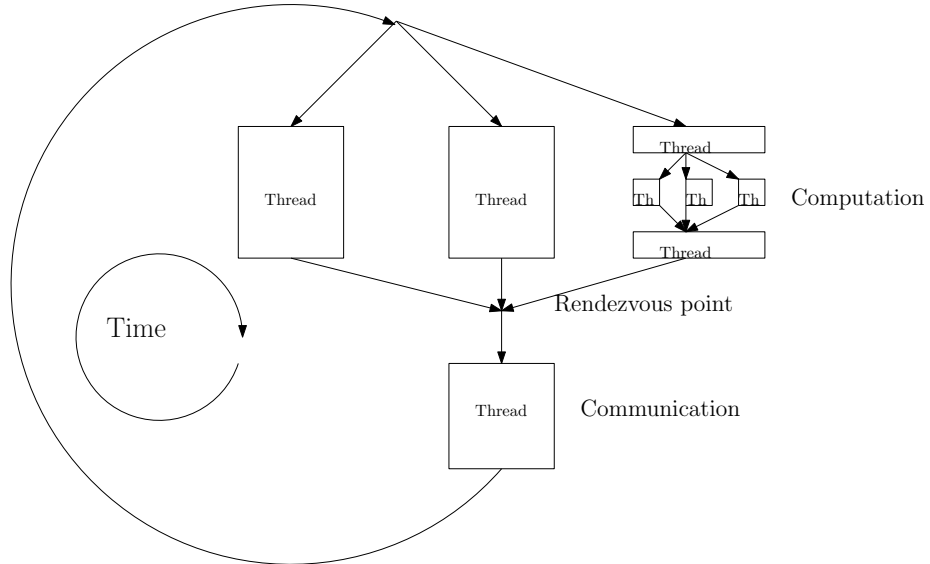 Thread
Thread
Thread
Th
Th
Th
Computation
Thread
Rendezvous point
Time
Thread
Communication